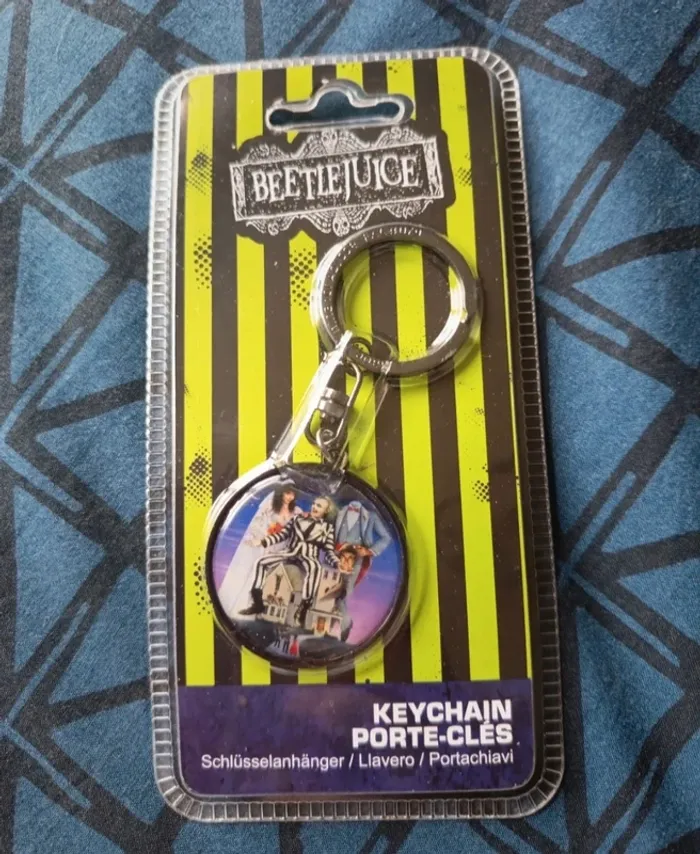 BEETLEJUICE
KEYCHAIN
PORTE-CLÉS
Schlüsselanhänger / Llavero / Portachiavi